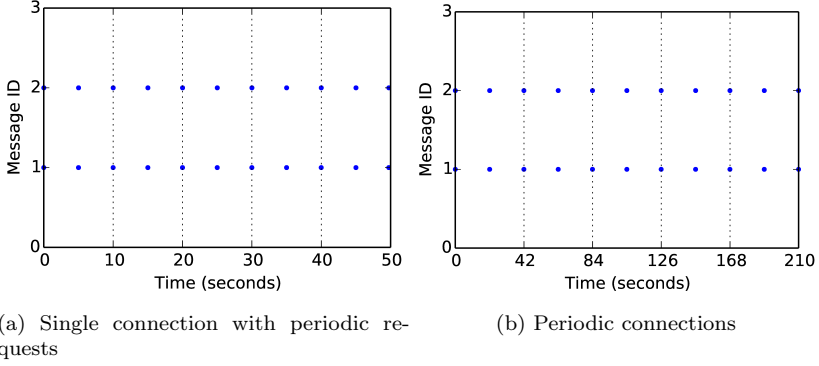 3
2
1
0
Message ID
0 10 20 30 40 50
Time (seconds)
(a) Single connection with periodic re-
quests
3
2
1
0
Message ID
0 42 84 126 168 210
Time (seconds)
(b) Periodic connections